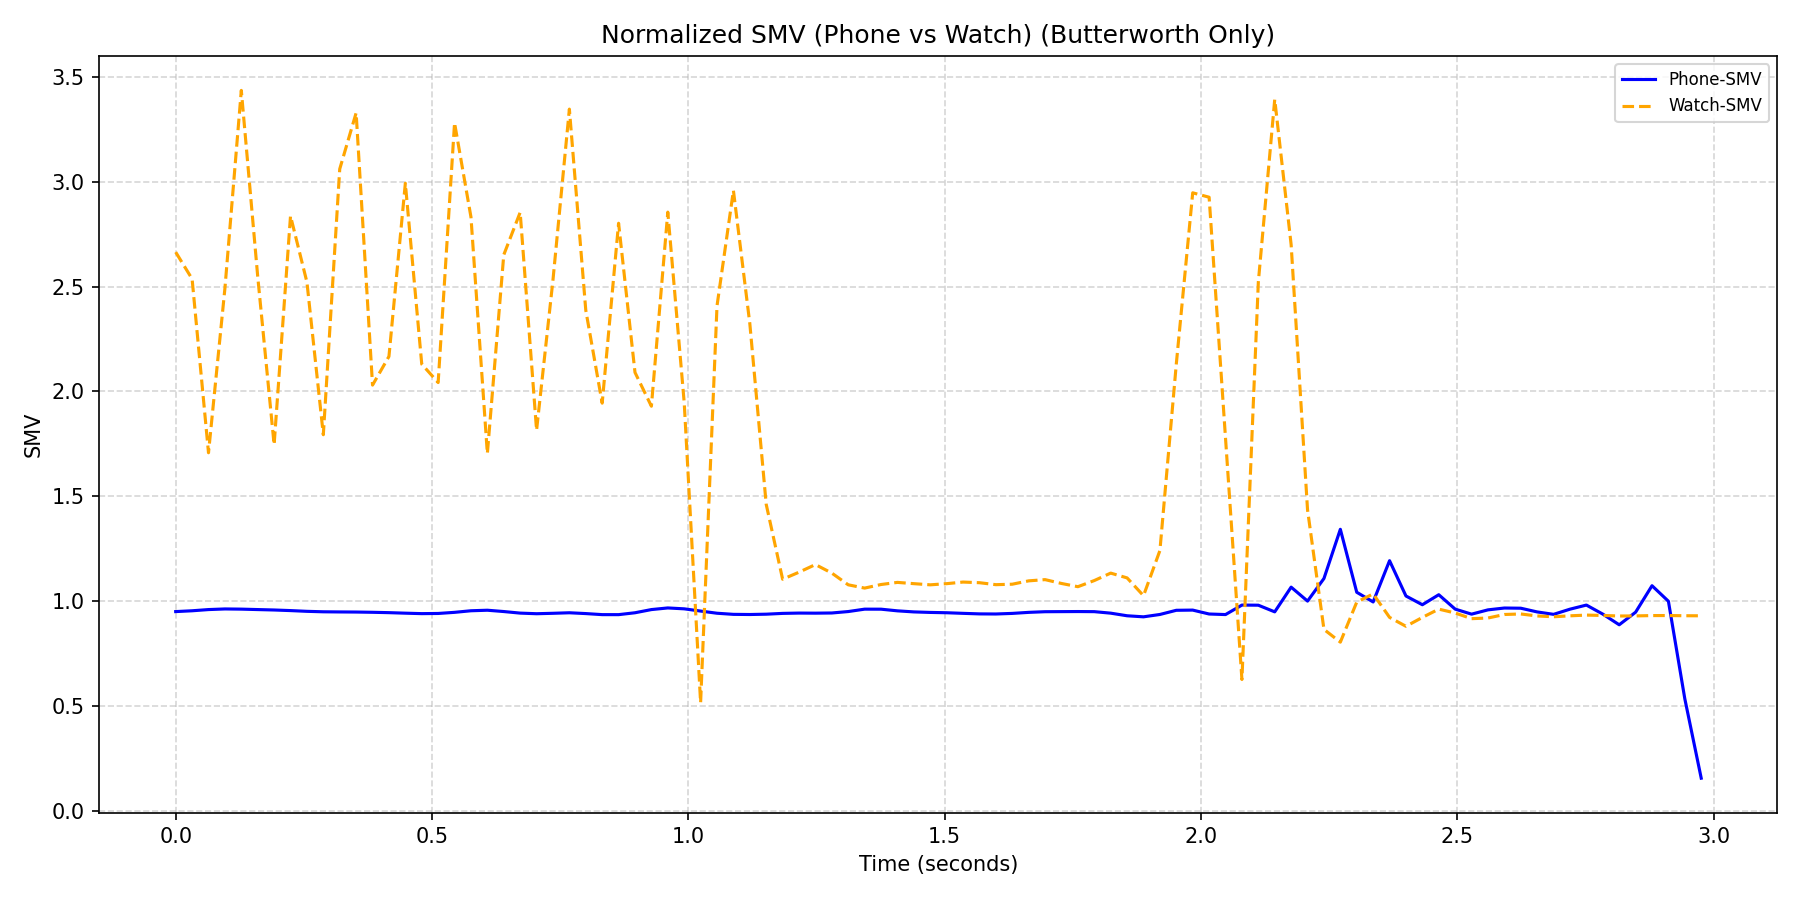 Normalized SMV (Phone vs Watch) (Butterworth Only)
Phone-SMV
Watch-SMV
SMV
3.5
3.0
2.5
2.0
1.5
1.0
0.5
0.0
0.0 0.5 1.0 1.5 2.0 2.5 3.0
Time (seconds)